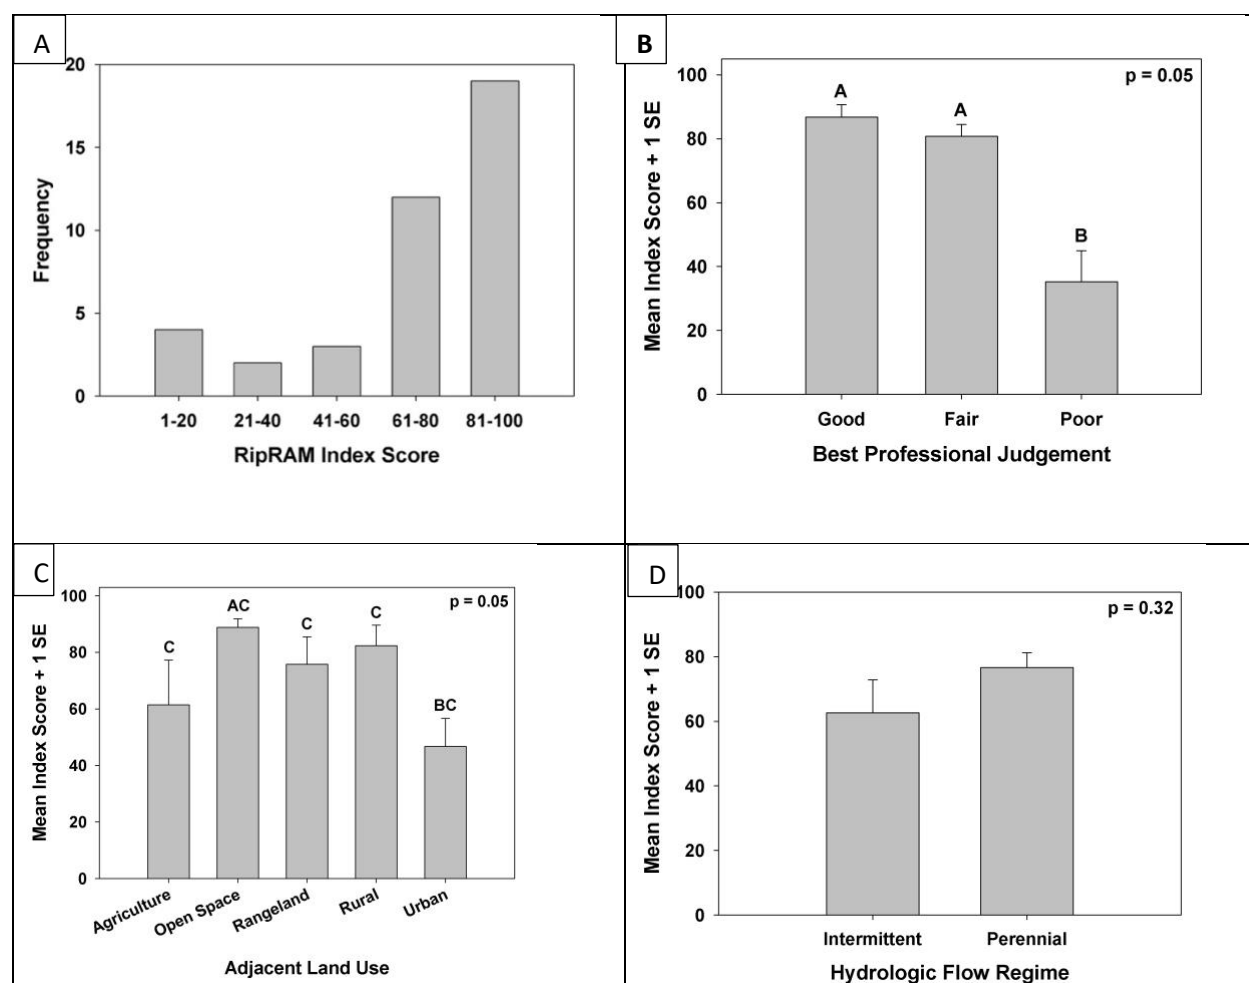 A
20
15
10
5
0
Frequency
1-20 21-40 41-60 61-80 81-100
RipRAM Index Score
B
p = 0.05
100
80
60
40
20
0
Mean Index Score + 1 SE
A A B
Good Fair Poor
Best Professional Judgement
C
p = 0.05
100
80
60
40
20
0
Mean Index Score + 1 SE
C AC C C BC
Agriculture Open Space Rangeland Rural Urban
Adjacent Land Use
D
p = 0.32
100
80
60
40
20
0
Mean Index Score + 1 SE
Intermittent Perennial
Hydrologic Flow Regime